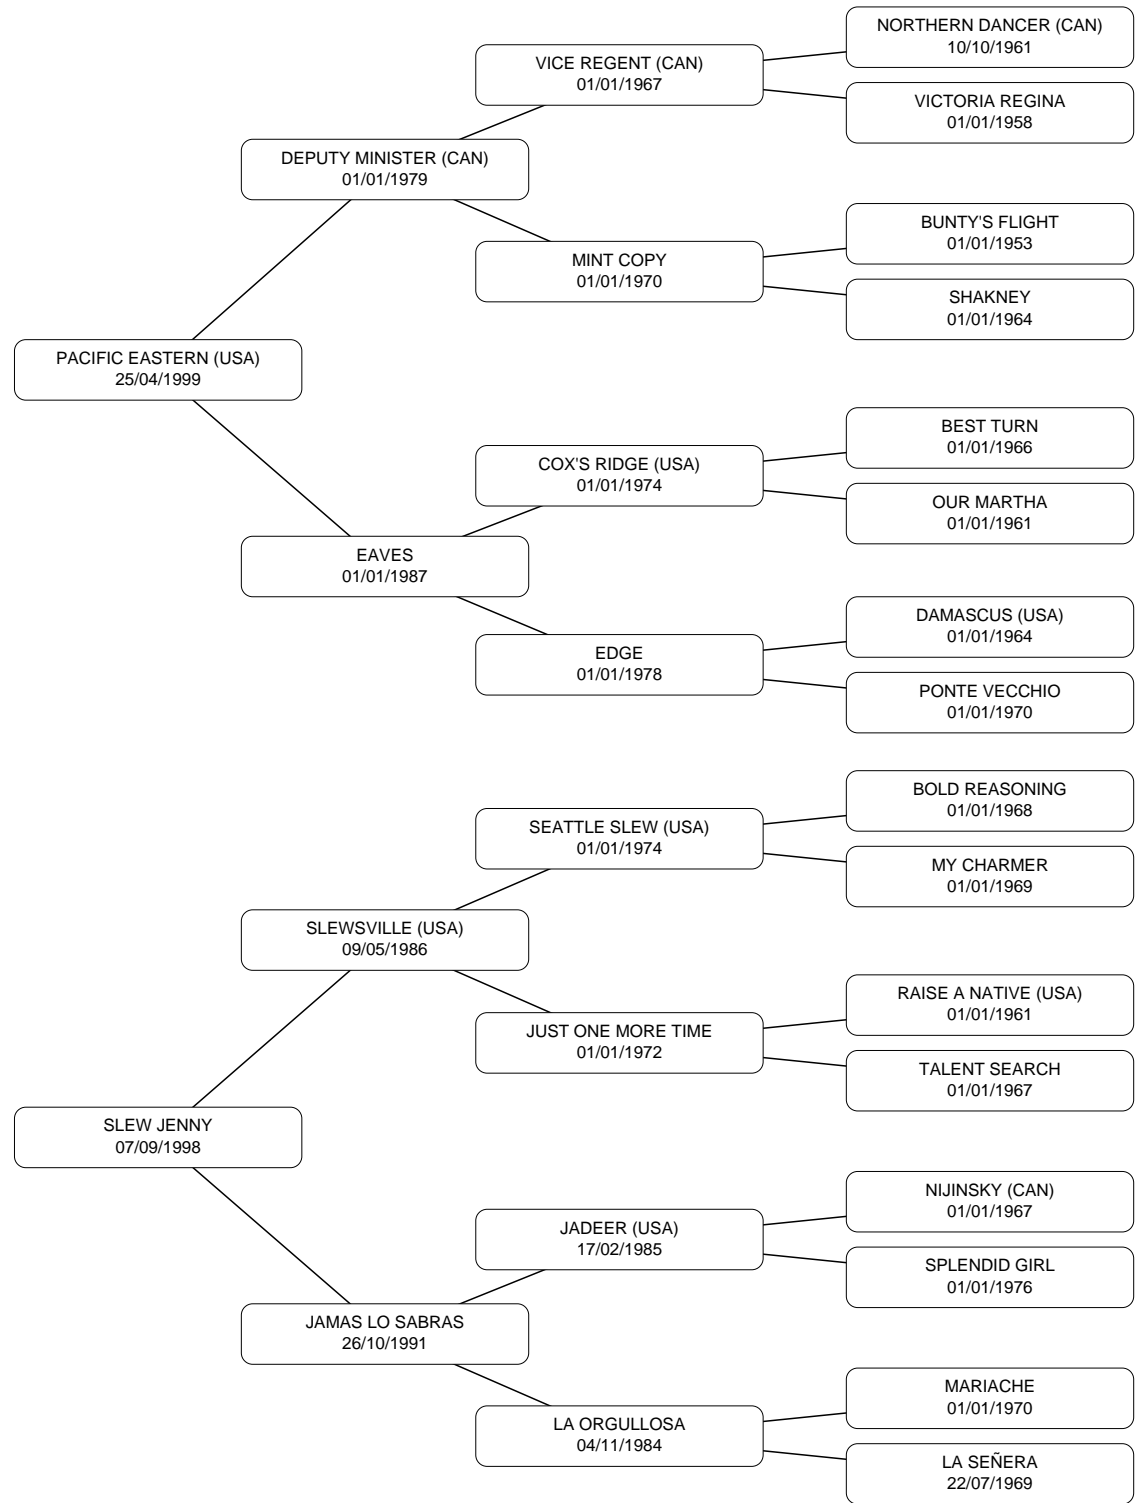 NORTHERN DANCER (CAN)
10/10/1961
VICE REGENT (CAN)
01/01/1967
VICTORIA REGINA
01/01/1958
DEPUTY MINISTER (CAN)
01/01/1979
BUNTY'S FLIGHT
01/01/1953
MINT COPY
01/01/1970
SHAKNEY
01/01/1964
PACIFIC EASTERN (USA)
25/04/1999
BEST TURN
01/01/1966
COX'S RIDGE (USA)
01/01/1974
OUR MARTHA
01/01/1961
EAVES
01/01/1987
DAMASCUS (USA)
01/01/1964
EDGE
01/01/1978
PONTE VECCHIO
01/01/1970
BOLD REASONING
01/01/1968
SEATTLE SLEW (USA)
01/01/1974
MY CHARMER
01/01/1969
SLEWSVILLE (USA)
09/05/1986
RAISE A NATIVE (USA)
01/01/1961
JUST ONE MORE TIME
01/01/1972
TALENT SEARCH
01/01/1967
SLEW JENNY
07/09/1998
NIJINSKY (CAN)
01/01/1967
JADEER (USA)
17/02/1985
SPLENDID GIRL
01/01/1976
JAMAS LO SABRAS
26/10/1991
MARIACHE
01/01/1970
LA ORGULLOSA
04/11/1984
LA SEÑERA
22/07/1969